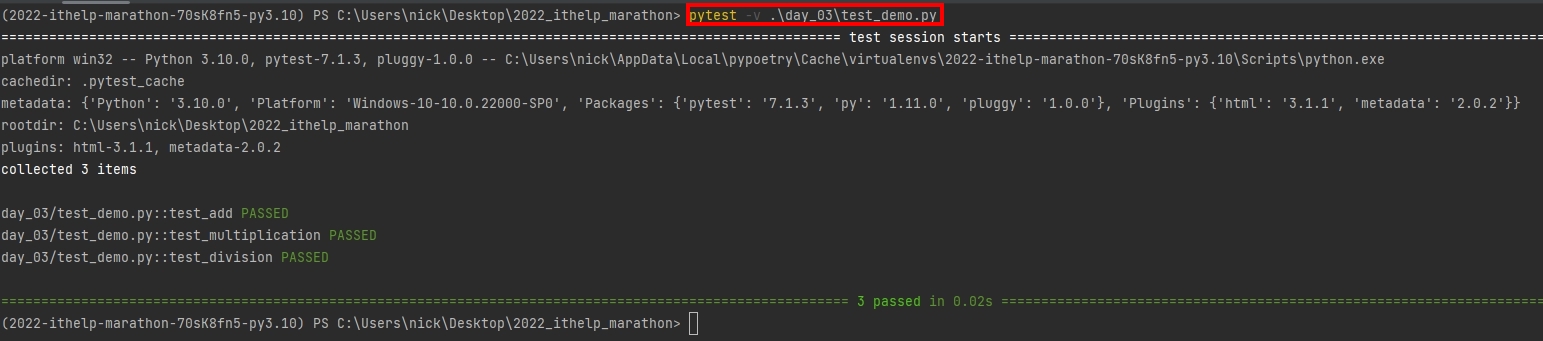 (2022-ithelp-marathon-70sK8fn5-py3.10) PS C:\Users\nick\Desktop\2022_ithelp_marathon> pytest -v .\day_03\test_demo.py
========================================================================================================= test session starts ===================================================================
platform win32 -- Python 3.10.0, pytest-7.1.3, pluggy-1.0.0 -- C:\Users\nick\AppData\Local\pypoetry\Cache\virtualenvs\2022-ithelp-marathon-70sK8fn5-py3.10\Scripts\python.exe
cachedir: .pytest_cache
metadata: {'Python': '3.10.0', 'Platform': 'Windows-10-10.0.22000-SP0', 'Packages': {'pytest': '7.1.3', 'py': '1.11.0', 'pluggy': '1.0.0'}, 'Plugins': {'html': '3.1.1', 'metadata': '2.0.2'}}
rootdir: C:\Users\nick\Desktop\2022_ithelp_marathon
plugins: html-3.1.1, metadata-2.0.2
collected 3 items
day_03/test_demo.py::test_add PASSED
day_03/test_demo.py::test_multiplication PASSED
day_03/test_demo.py::test_division PASSED
========================================================================================================== 3 passed in 0.02s ====================================================================
(2022-ithelp-marathon-70sK8fn5-py3.10) PS C:\Users\nick\Desktop\2022_ithelp_marathon>